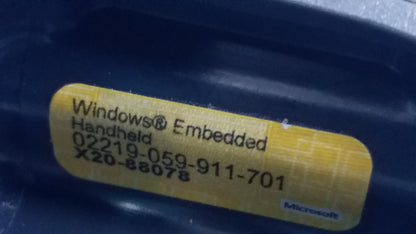 Windows® Embedded
Handheld
02219-059-911-701
X20-88078
Microsoft